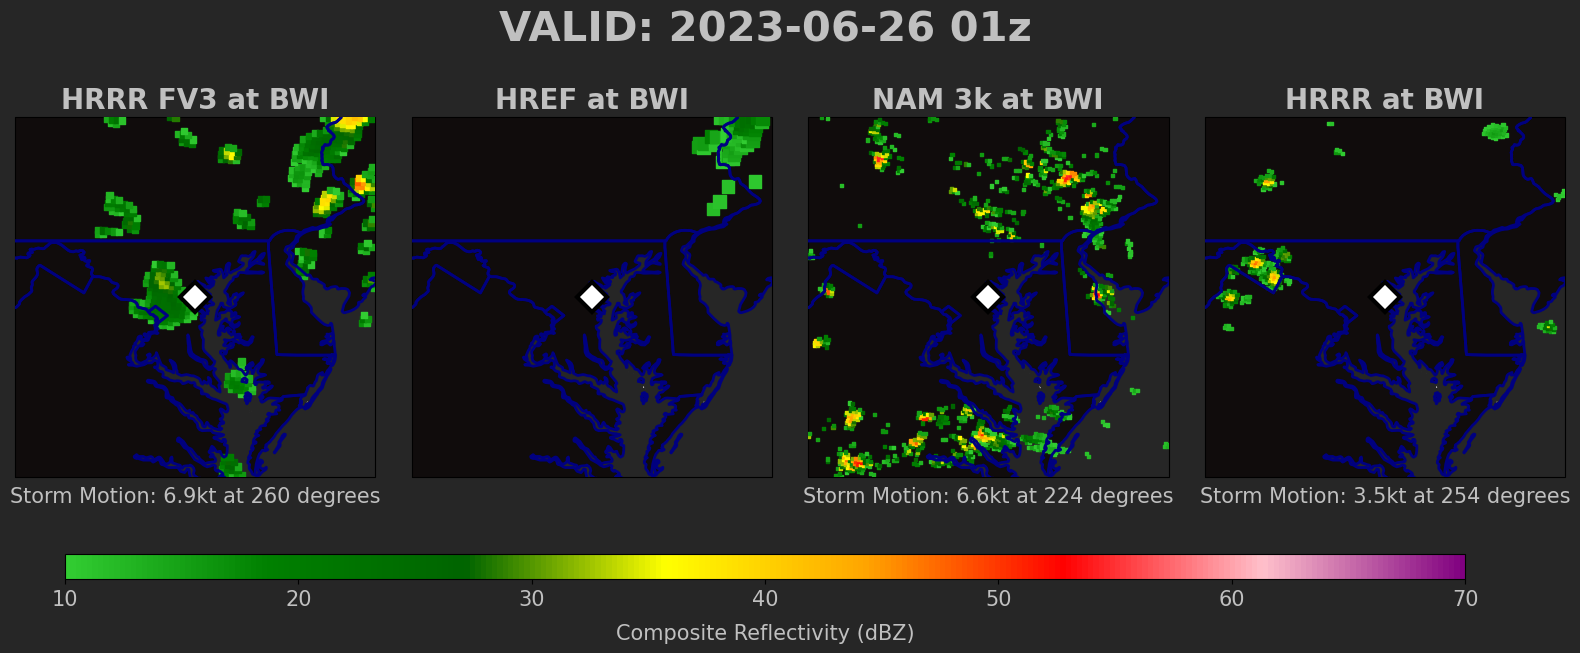 VALID: 2023-06-26 01z
HRRR FV3 at BWI
HREF at BWI
NAM 3k at BWI
HRRR at BWI
Storm Motion: 6.9kt at 260 degrees
Storm Motion: 6.6kt at 224 degrees
Storm Motion: 3.5kt at 254 degrees
10 20 30 40 50 60 70
Composite Reflectivity (dBZ)